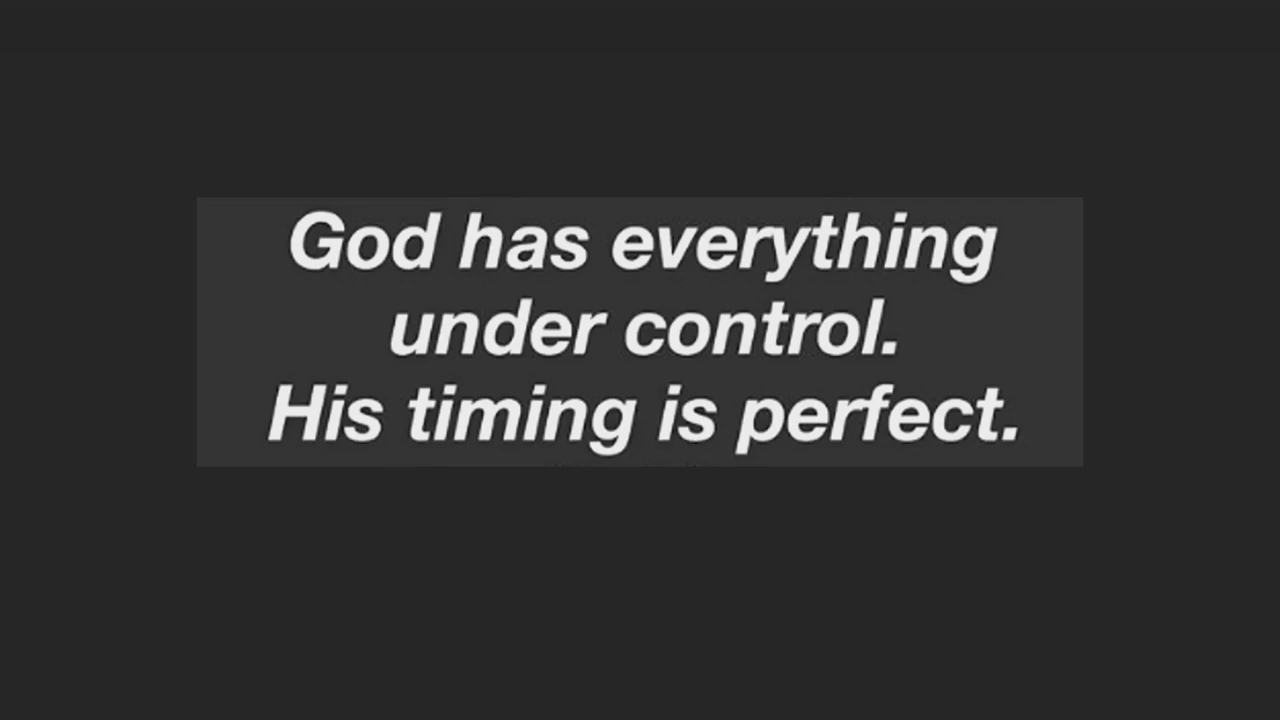 God has everything
under control.
His timing is perfect.